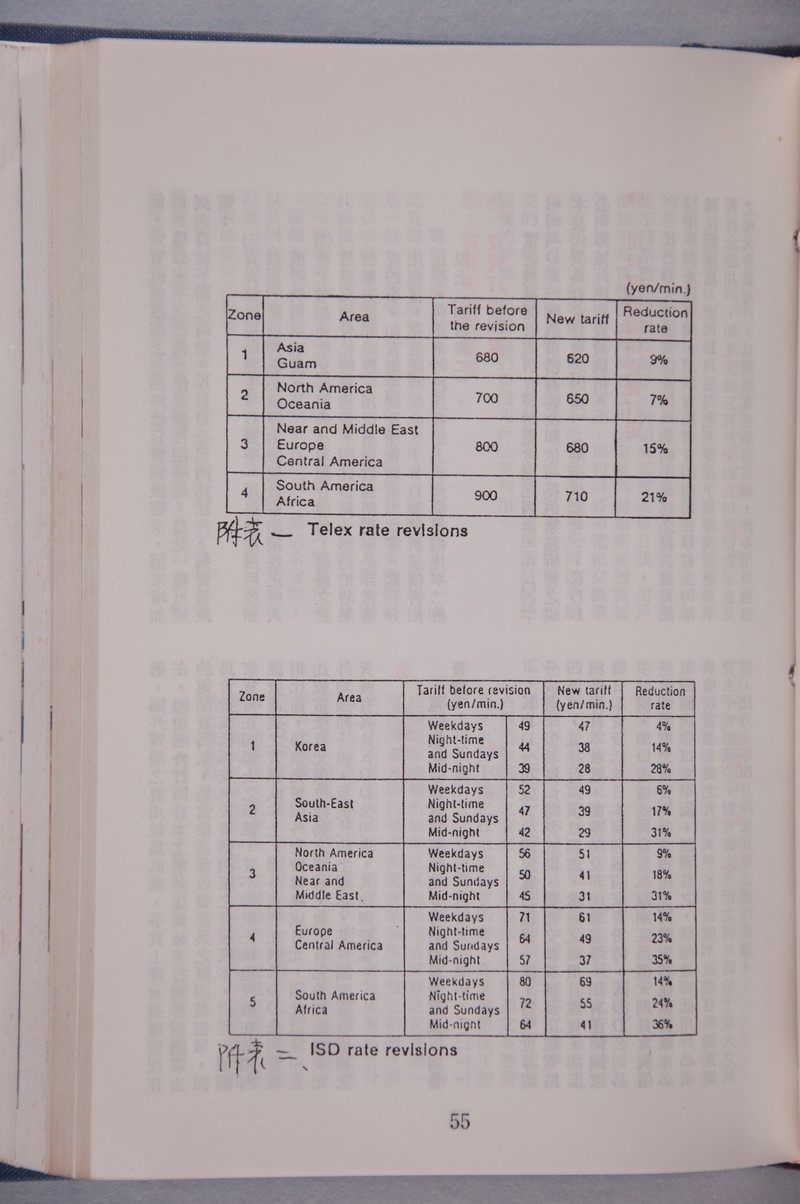 (yen/min.)
Zone Area Tariff before the revision New tariff Reduction rate
1 Asia Guam 680 620 9%
2 North America Oceania 700 650 7%
3 Near and Middle East Europe Central America 800 680 15%
4 South America Africa 900 710 21%
附表一 Telex rate revisions
Zone Area Tariff before revision (yen/min.) New tariff (yen/min.) Reduction rate
1 Korea
Weekdays 49 47 4%
Night-time and Sundays 44 38 14%
Mid-night 39 28 28%
2 South-East Asia
Weekdays 52 49 6%
Night-time and Sundays 47 39 17%
Mid-night 42 29 31%
3 North America Oceania Near and Middle East
Weekdays 56 51 9%
Night-time and Sundays 50 41 18%
Mid-night 45 31 31%
4 Europe Central America
Weekdays 71 61 14%
Night-time and Sundays 64 49 23%
Mid-night 57 37 35%
5 South America Africa
Weekdays 80 69 14%
Night-time and Sundays 72 55 24%
Mid-night 64 41 36%
附表二、 ISD rate revisions
55